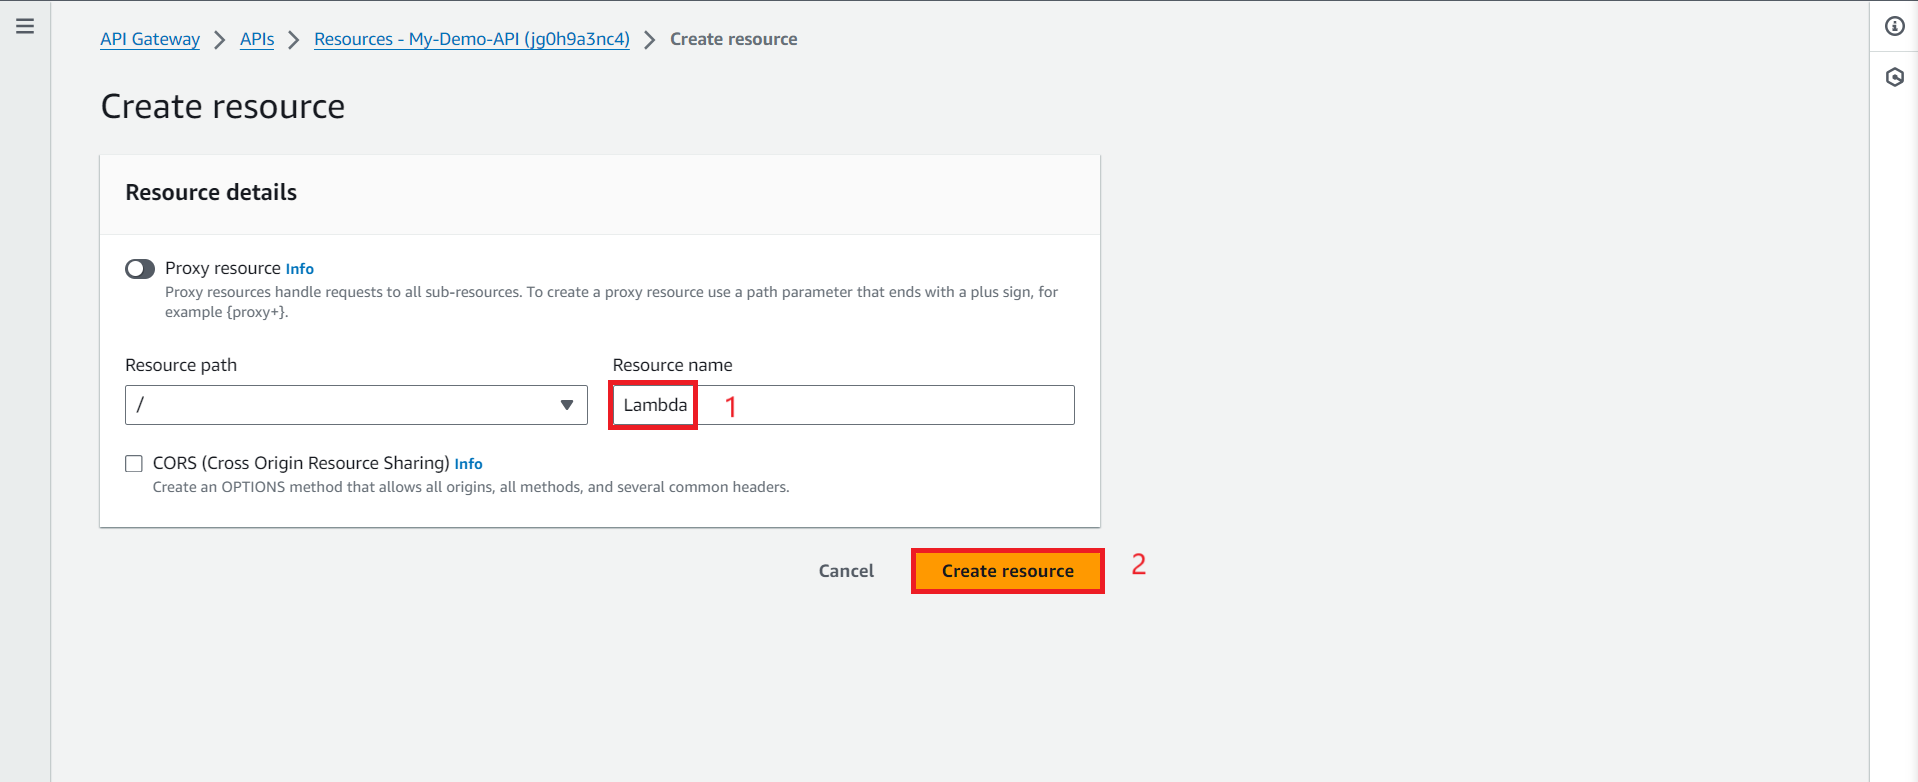 API Gateway > APIs > Resources - My-Demo-API (jg0h9a3nc4) > Create resource
Create resource
Resource details
Proxy resource Info
Proxy resources handle requests to all sub-resources. To create a proxy resource use a path parameter that ends with a plus sign, for
example {proxy+}.
Resource path
/
Resource name
Lambda 1
CORS (Cross Origin Resource Sharing) Info
Create an OPTIONS method that allows all origins, all methods, and several common headers.
Cancel Create resource 2